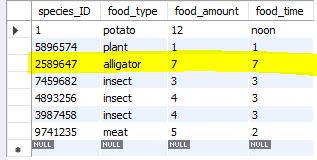 species_ID food_type food_amount food_time
1 potato 12 noon
5896574 plant 1 1
2589647 alligator 7 7
7459682 insect 3 3
4893256 insect 4 3
3987458 insect 4 3
9741235 meat 5 2
NULL NULL NULL NULL